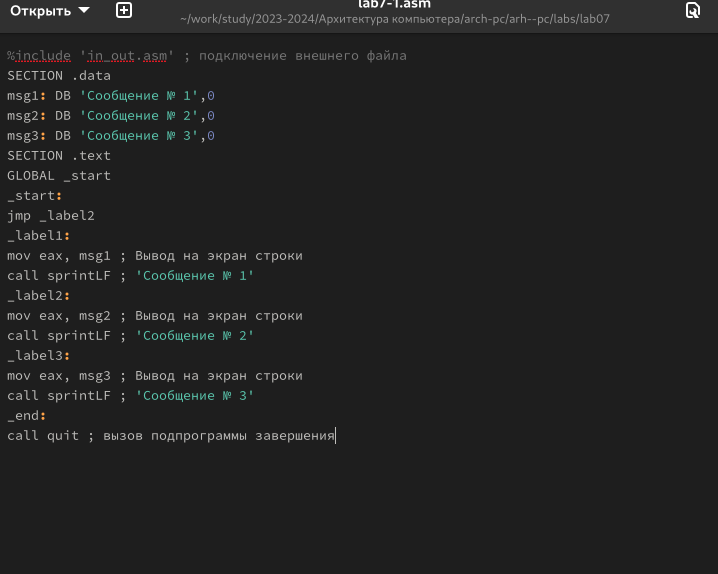 Открыть
lab7-1.asm
~/work/study/2023-2024/Архитектура компьютера/arch-pc/arh--pc/labs/lab07
%include 'in_out.asm' ; подключение внешнего файла
SECTION .data
msg1: DB 'Сообщение № 1',0
msg2: DB 'Сообщение № 2',0
msg3: DB 'Сообщение № 3',0
SECTION .text
GLOBAL _start
_start:
jmp _label2
_label1:
mov eax, msg1 ; Вывод на экран строки
call sprintLF ; 'Сообщение № 1'
_label2:
mov eax, msg2 ; Вывод на экран строки
call sprintLF ; 'Сообщение № 2'
_label3:
mov eax, msg3 ; Вывод на экран строки
call sprintLF ; 'Сообщение № 3'
_end:
call quit ; вызов подпрограммы завершения